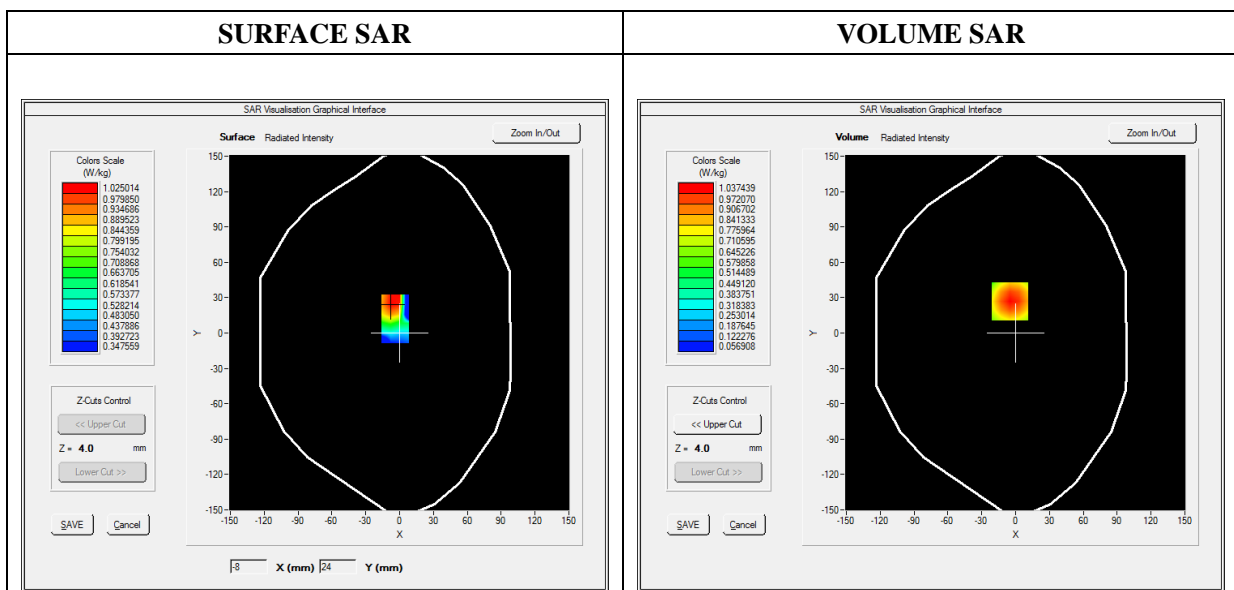 SURFACE SAR
VOLUME SAR
SAR Visualisation Graphical Interface
Surface Radiated Intensity
Zoom In/Out
Colors Scale
(W/kg)
1.025014
0.979850
0.934686
0.889523
0.844359
0.799195
0.754032
0.708868
0.663705
0.618541
0.573377
0.528214
0.483050
0.437886
0.392723
0.347559
150
120
90
60
30
0
-30
-60
-90
-120
-150
Y
-150 -120 -90 -60 -30 0 30 60 90 120 150
X
Z-Cuts Control
<< Upper Cut
Z = 4.0 mm
Lower Cut >>
SAVE Cancel
-8 X (mm) 24 Y (mm)
SAR Visualisation Graphical Interface
Volume Radiated Intensity
Zoom In/Out
Colors Scale
(W/kg)
1.037439
0.972070
0.906702
0.841333
0.775964
0.710595
0.645226
0.579858
0.514489
0.449120
0.383751
0.318383
0.253014
0.187645
0.122276
0.056908
150
120
90
60
30
0
-30
-60
-90
-120
-150
Y
-150 -120 -90 -60 -30 0 30 60 90 120 150
X
Z-Cuts Control
<< Upper Cut
Z = 4.0 mm
Lower Cut >>
SAVE Cancel